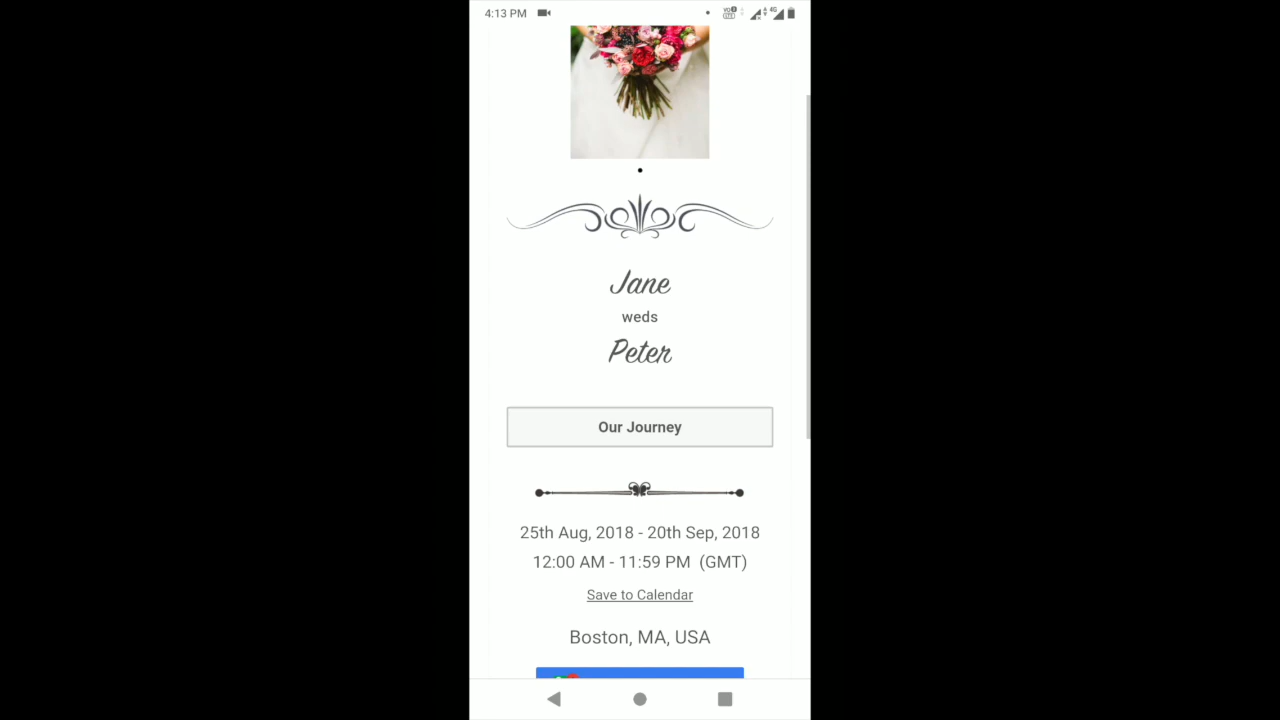 4:13 PM
4G
Jane
weds
Peter
Our Journey
25th Aug, 2018 - 20th Sep, 2018
12:00 AM - 11:59 PM (GMT)
Save to Calendar
Boston, MA, USA